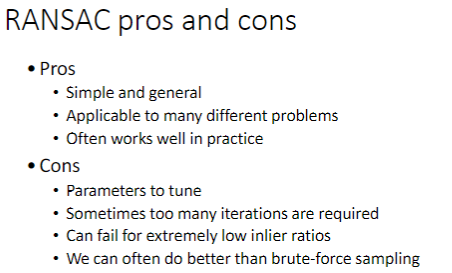 RANSAC pros and cons
• Pros
• Simple and general
• Applicable to many different problems
• Often works well in practice
• Cons
• Parameters to tune
• Sometimes too many iterations are required
• Can fail for extremely low inlier ratios
• We can often do better than brute-force sampling